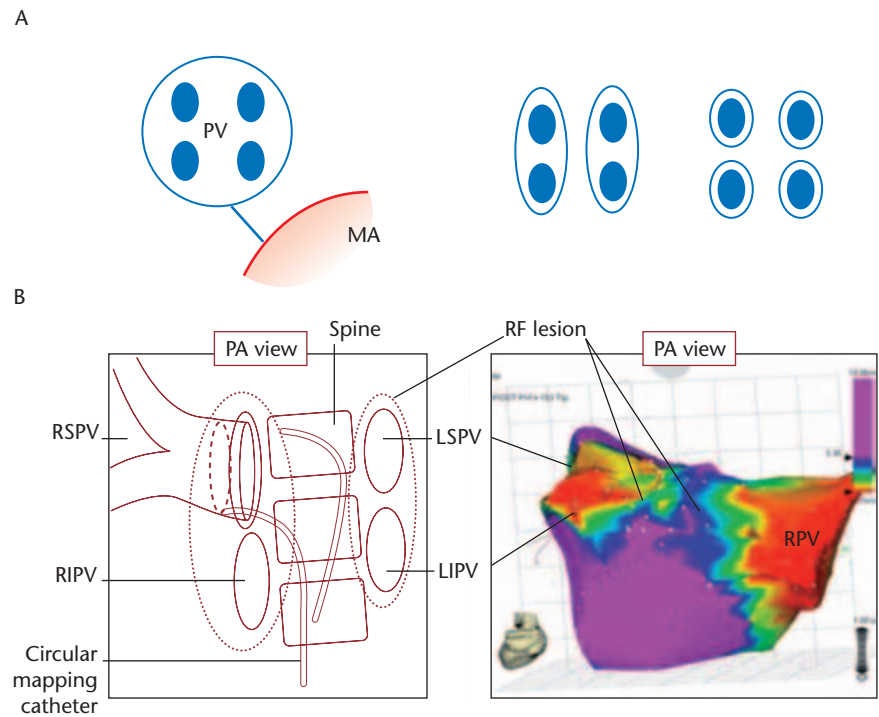 A
PV
MA
B
Spine
RF lesion
PA view
PA view
RSPV
LSPV
RPV
RIPV
LIPV
Circular
mapping
catheter